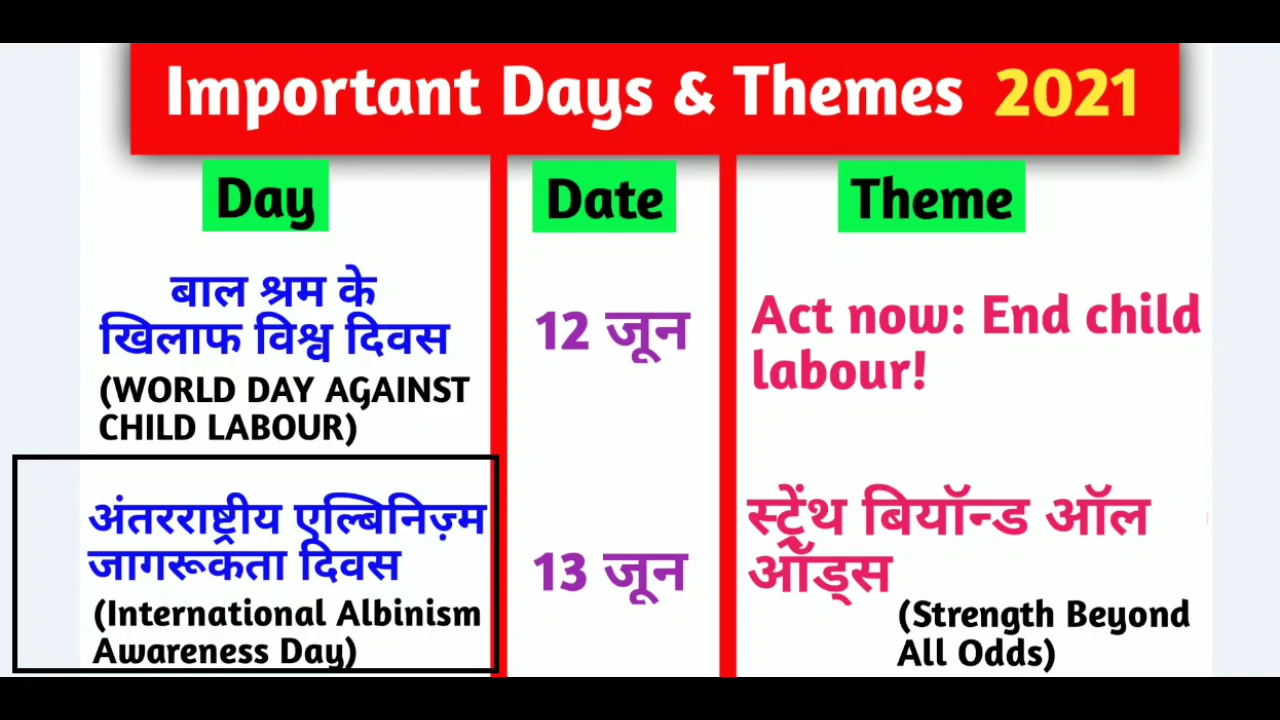 Important Days & Themes 2021
Day
Date
Theme
बाल श्रम के
खिलाफ विश्व दिवस
(WORLD DAY AGAINST
CHILD LABOUR)
12 जून
Act now: End child
labour!
अंतरराष्ट्रीय एल्बिनिज़्म
जागरूकता दिवस
(International Albinism
Awareness Day)
13 जून
स्ट्रेंथ बियॉन्ड ऑल
ऑड्स
(Strength Beyond
All Odds)